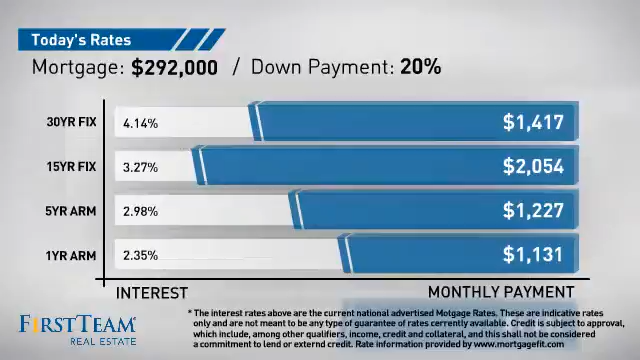 Today's Rates
Mortgage: $292,000 / Down Payment: 20%
30YR FIX 4.14% $1,417
15YR FIX 3.27% $2,054
5YR ARM 2.98% $1,227
1YR ARM 2.35% $1,131
INTEREST MONTHLY PAYMENT
FIRSTTEAM®
REAL ESTATE
* The interest rates above are the current national advertised Motgage Rates. These are indicative rates
only and are not meant to be any type of guarantee of rates cerrently available. Credit is subject to approval,
which include, among other qualifiers, income, credit and collateral, and this shall not be considered
a commitment to lend or externd credit. Rate information provided by www.mortgagefit.com